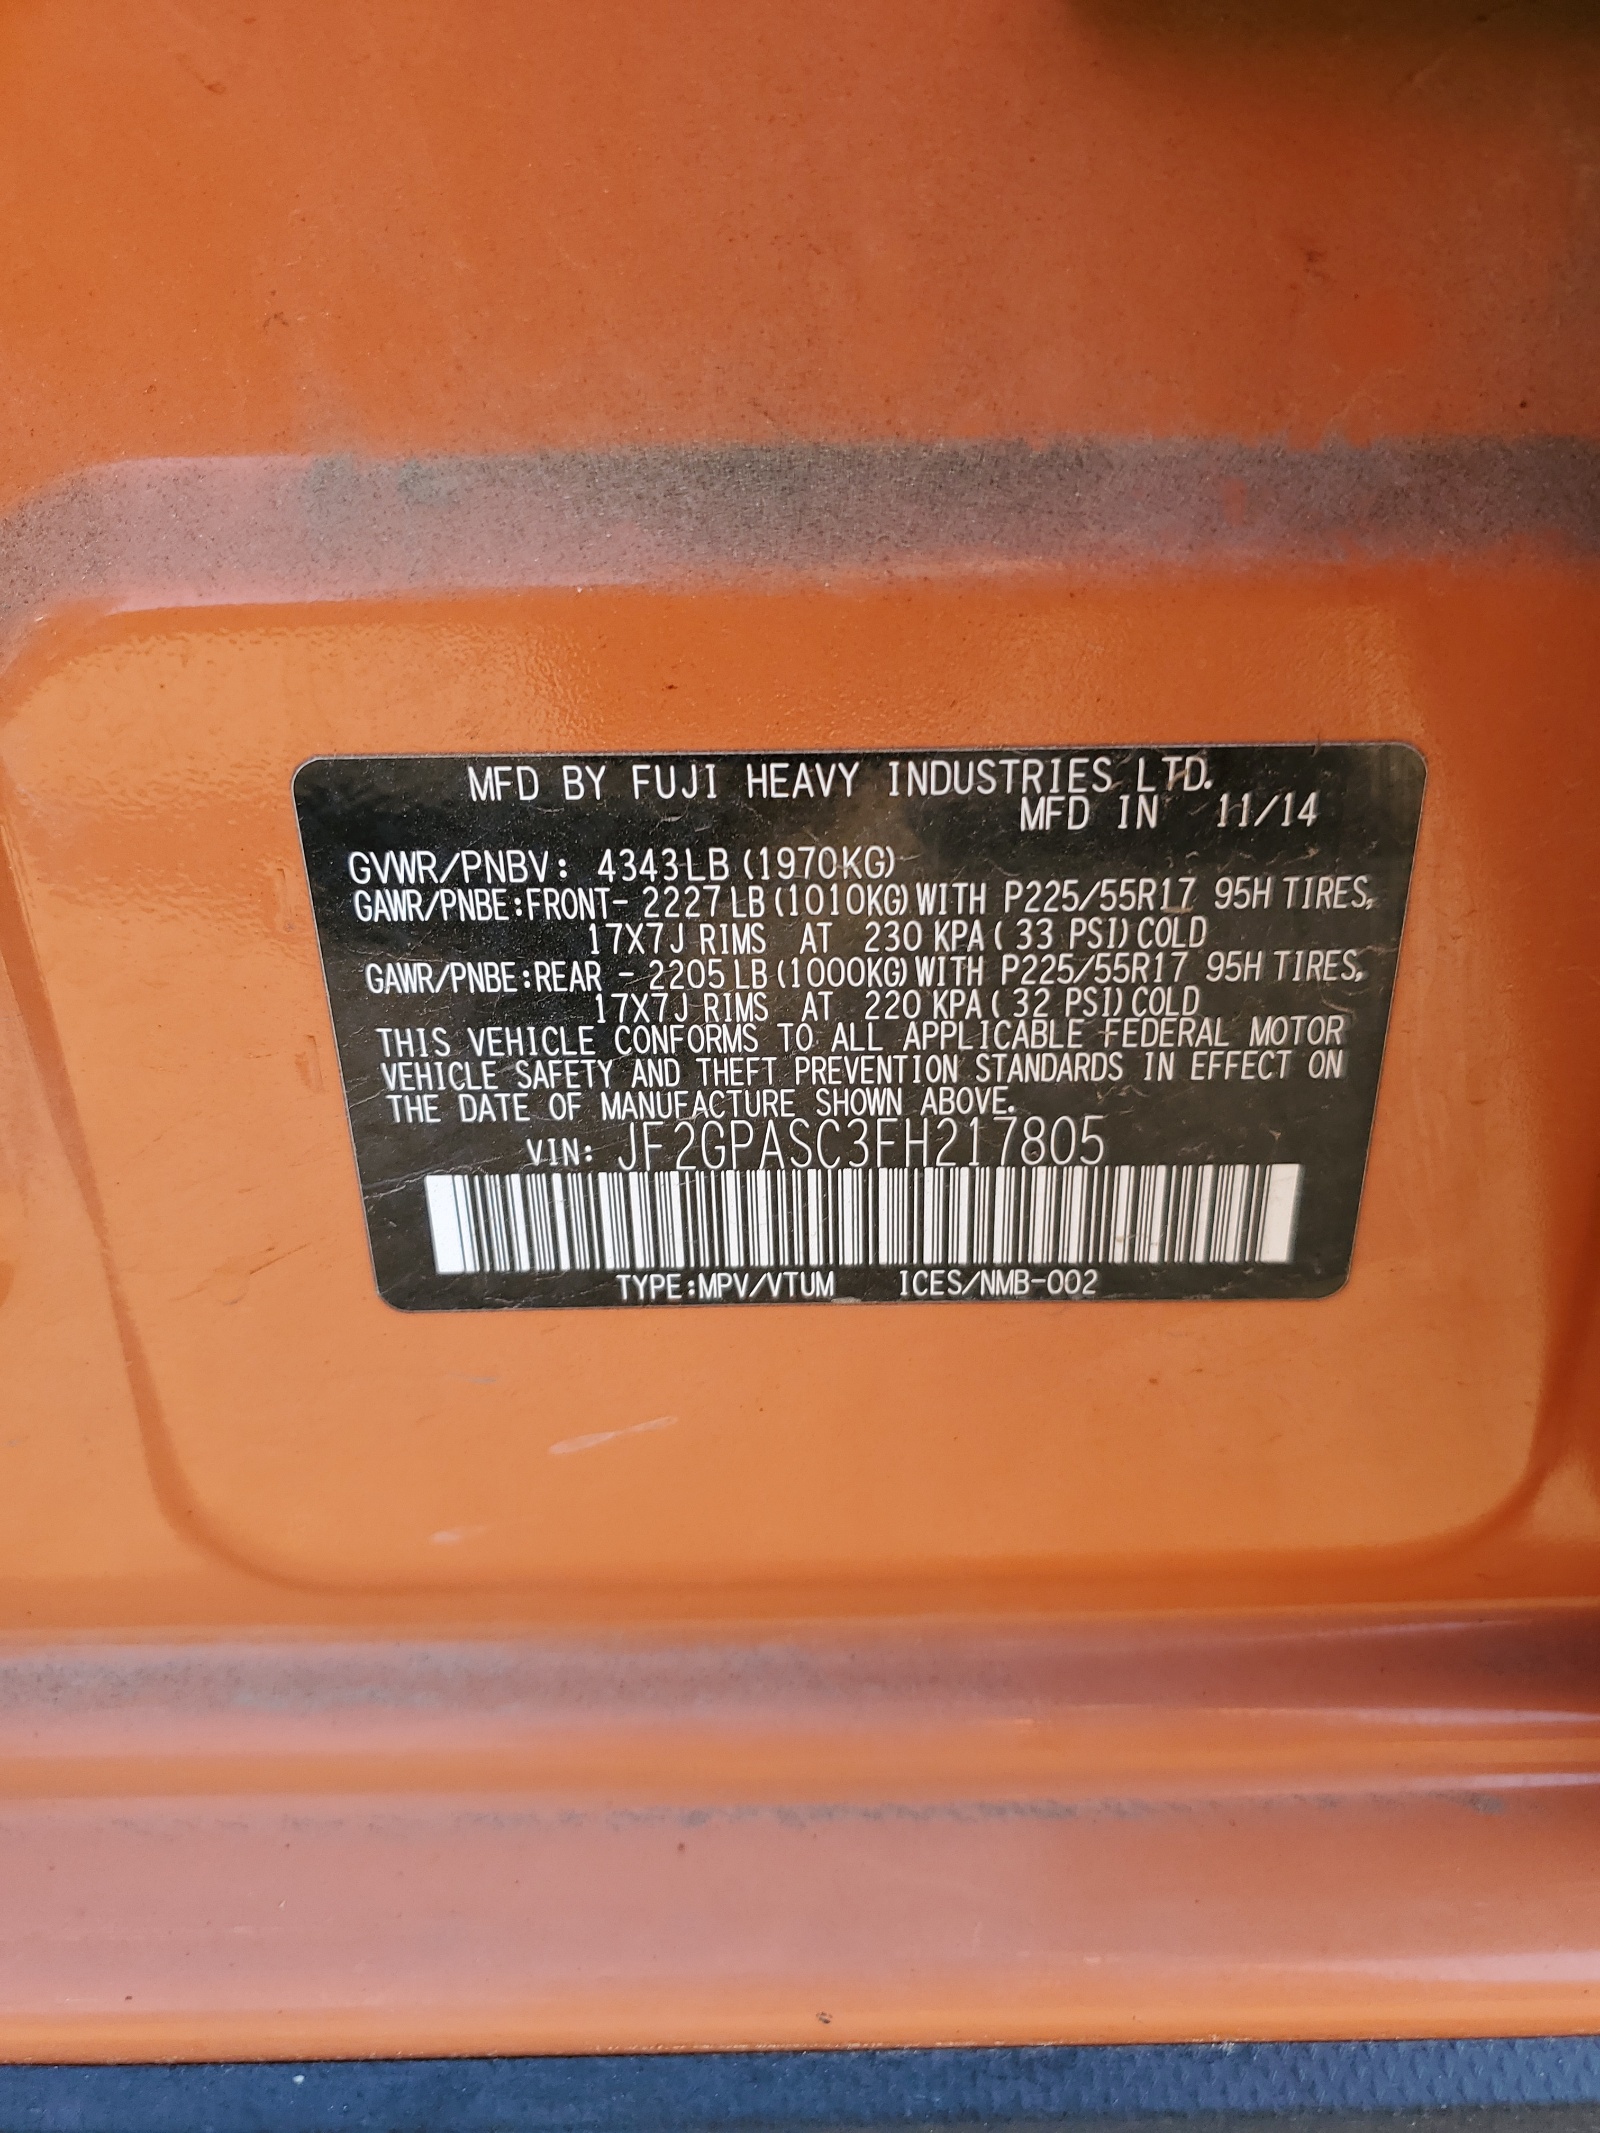 MFD BY FUJI HEAVY INDUSTRIES LTD.
MFD IN 11/14
GVWR/PNBV: 4343LB (1970KG)
GAWR/PNBE:FRONT- 2227 LB (1010KG) WITH P225/55R17 95H TIRES,
17X7J RIMS AT 230 KPA ( 33 PSI) COLD
GAWR/PNBE:REAR - 2205 LB (1000KG) WITH P225/55R17 95H TIRES,
17X7J RIMS AT 220 KPA ( 32 PSI) COLD
THIS VEHICLE CONFORMS TO ALL APPLICABLE FEDERAL MOTOR
VEHICLE SAFETY AND THEFT PREVENTION STANDARDS IN EFFECT ON
THE DATE OF MANUFACTURE SHOWN ABOVE.
VIN: JF2GPASC3FH217805
TYPE:MPV/VTUM ICES/NMB-002